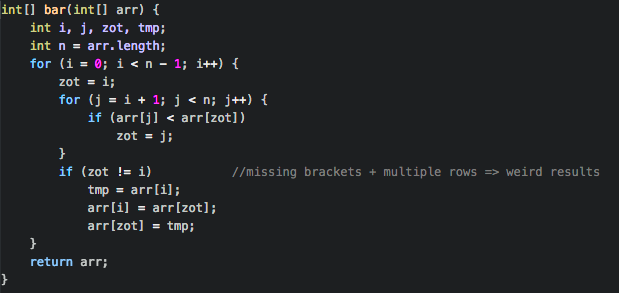 int[] bar(int[] arr) {
    int i, j, zot, tmp;
    int n = arr.length;
    for (i = 0; i < n - 1; i++) {
        zot = i;
        for (j = i + 1; j < n; j++) {
            if (arr[j] < arr[zot])
                zot = j;
        }
        if (zot != i)           //missing brackets + multiple rows => weird results
            tmp = arr[i];
            arr[i] = arr[zot];
            arr[zot] = tmp;
    }
    return arr;
}